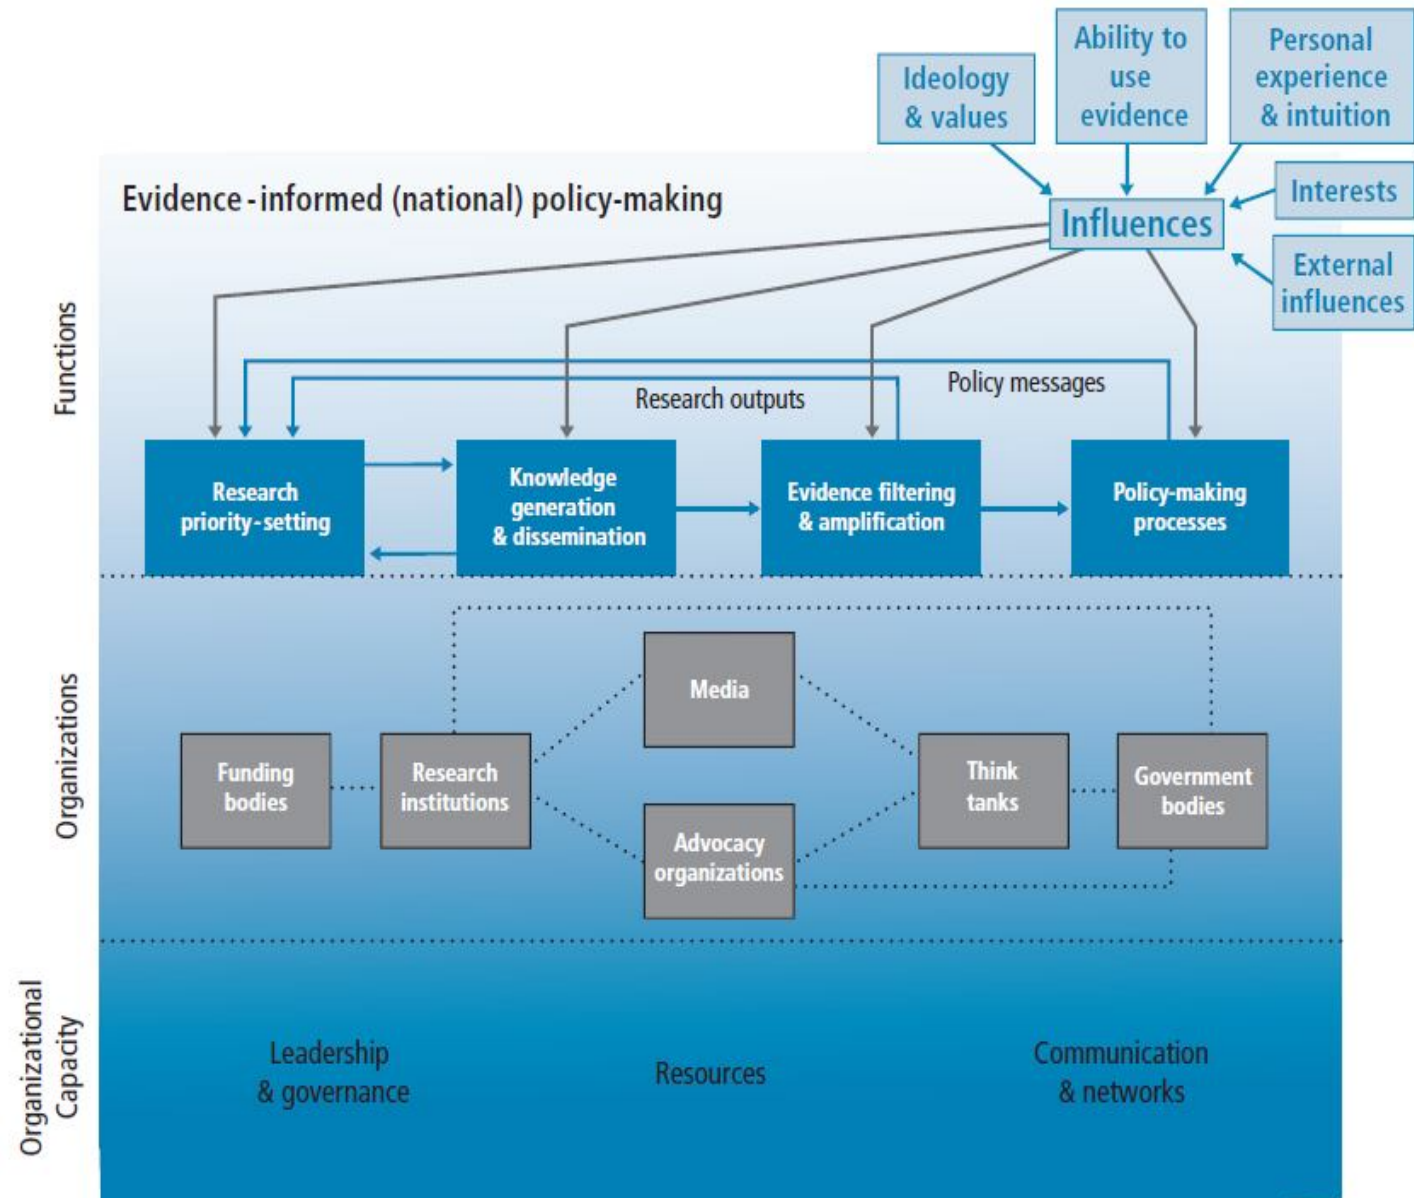 Ideology
& values
Ability to
use
evidence
Personal
experience
& intuition
Evidence-informed (national) policy-making
Influences
Interests
External
influences
Functions
Research outputs
Policy messages
Research
priority-setting
Knowledge
generation
& dissemination
Evidence filtering
& amplification
Policy-making
processes
Organizations
Media
Funding
bodies
Research
institutions
Think
tanks
Government
bodies
Advocacy
organizations
Organizational
Capacity
Leadership
& governance
Resources
Communication
& networks